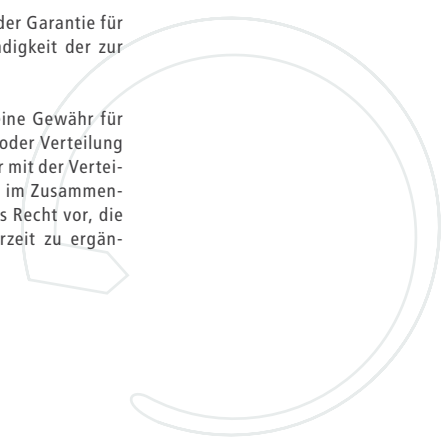 der Garantie für
digkeit der zur
ine Gewähr für
oder Verteilung
r mit der Vertei-
im Zusammen-
s Recht vor, die
rzeit zu ergän-